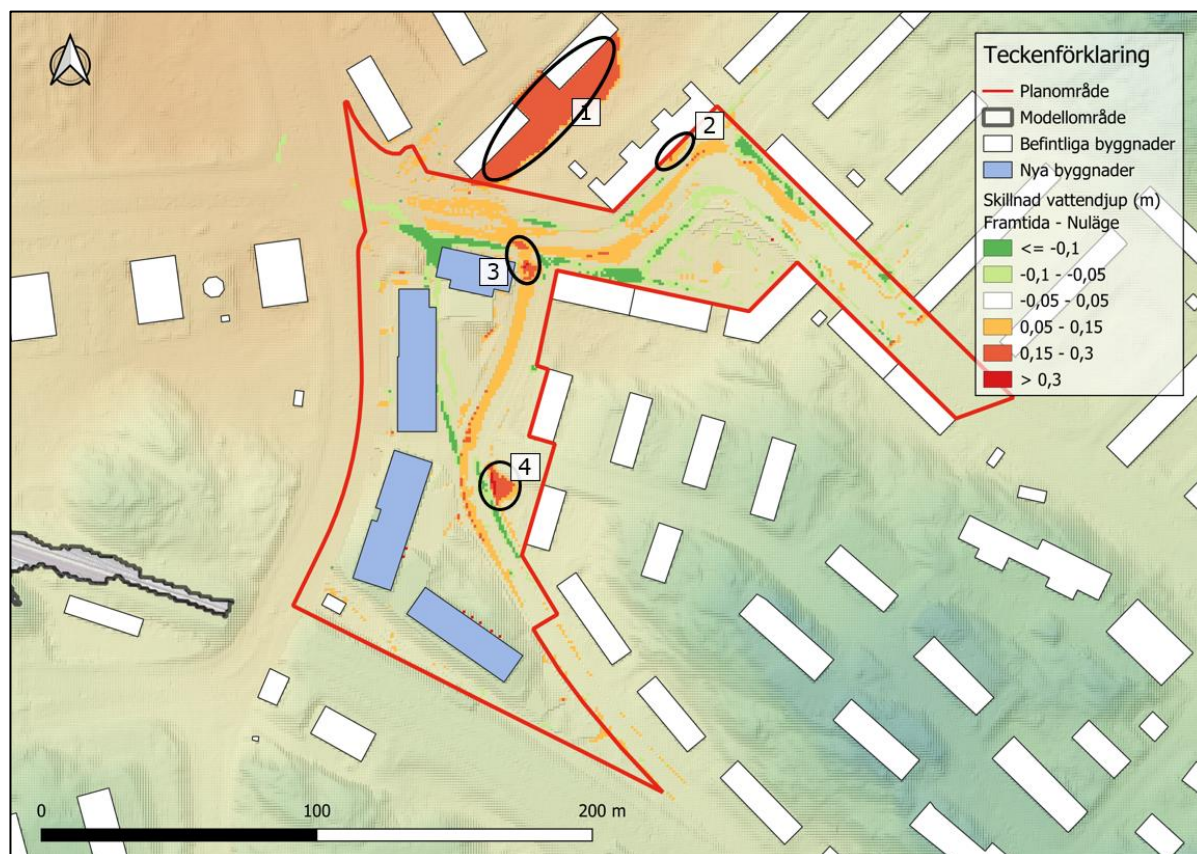 1
2
3
4
Teckenförklaring
Planområde
Modellområde
Befintliga byggnader
Nya byggnader
Skillnad vattendjup (m)
Framtida - Nuläge
<= -0,1
-0,1 - -0,05
-0,05 - 0,05
0,05 - 0,15
0,15 - 0,3
> 0,3
0 100 200 m